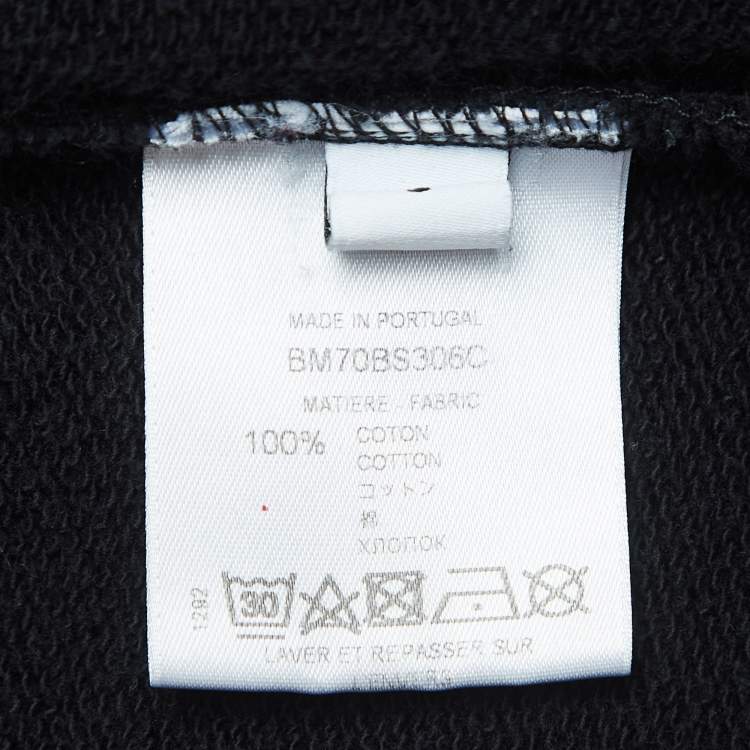 MADE IN PORTUGAL
BM70BS306C
MATIERE - FABRIC
100% COTON
COTTON
コットン
棉
ХЛОПОК
1292
30
LAVER ET REPASSER SUR